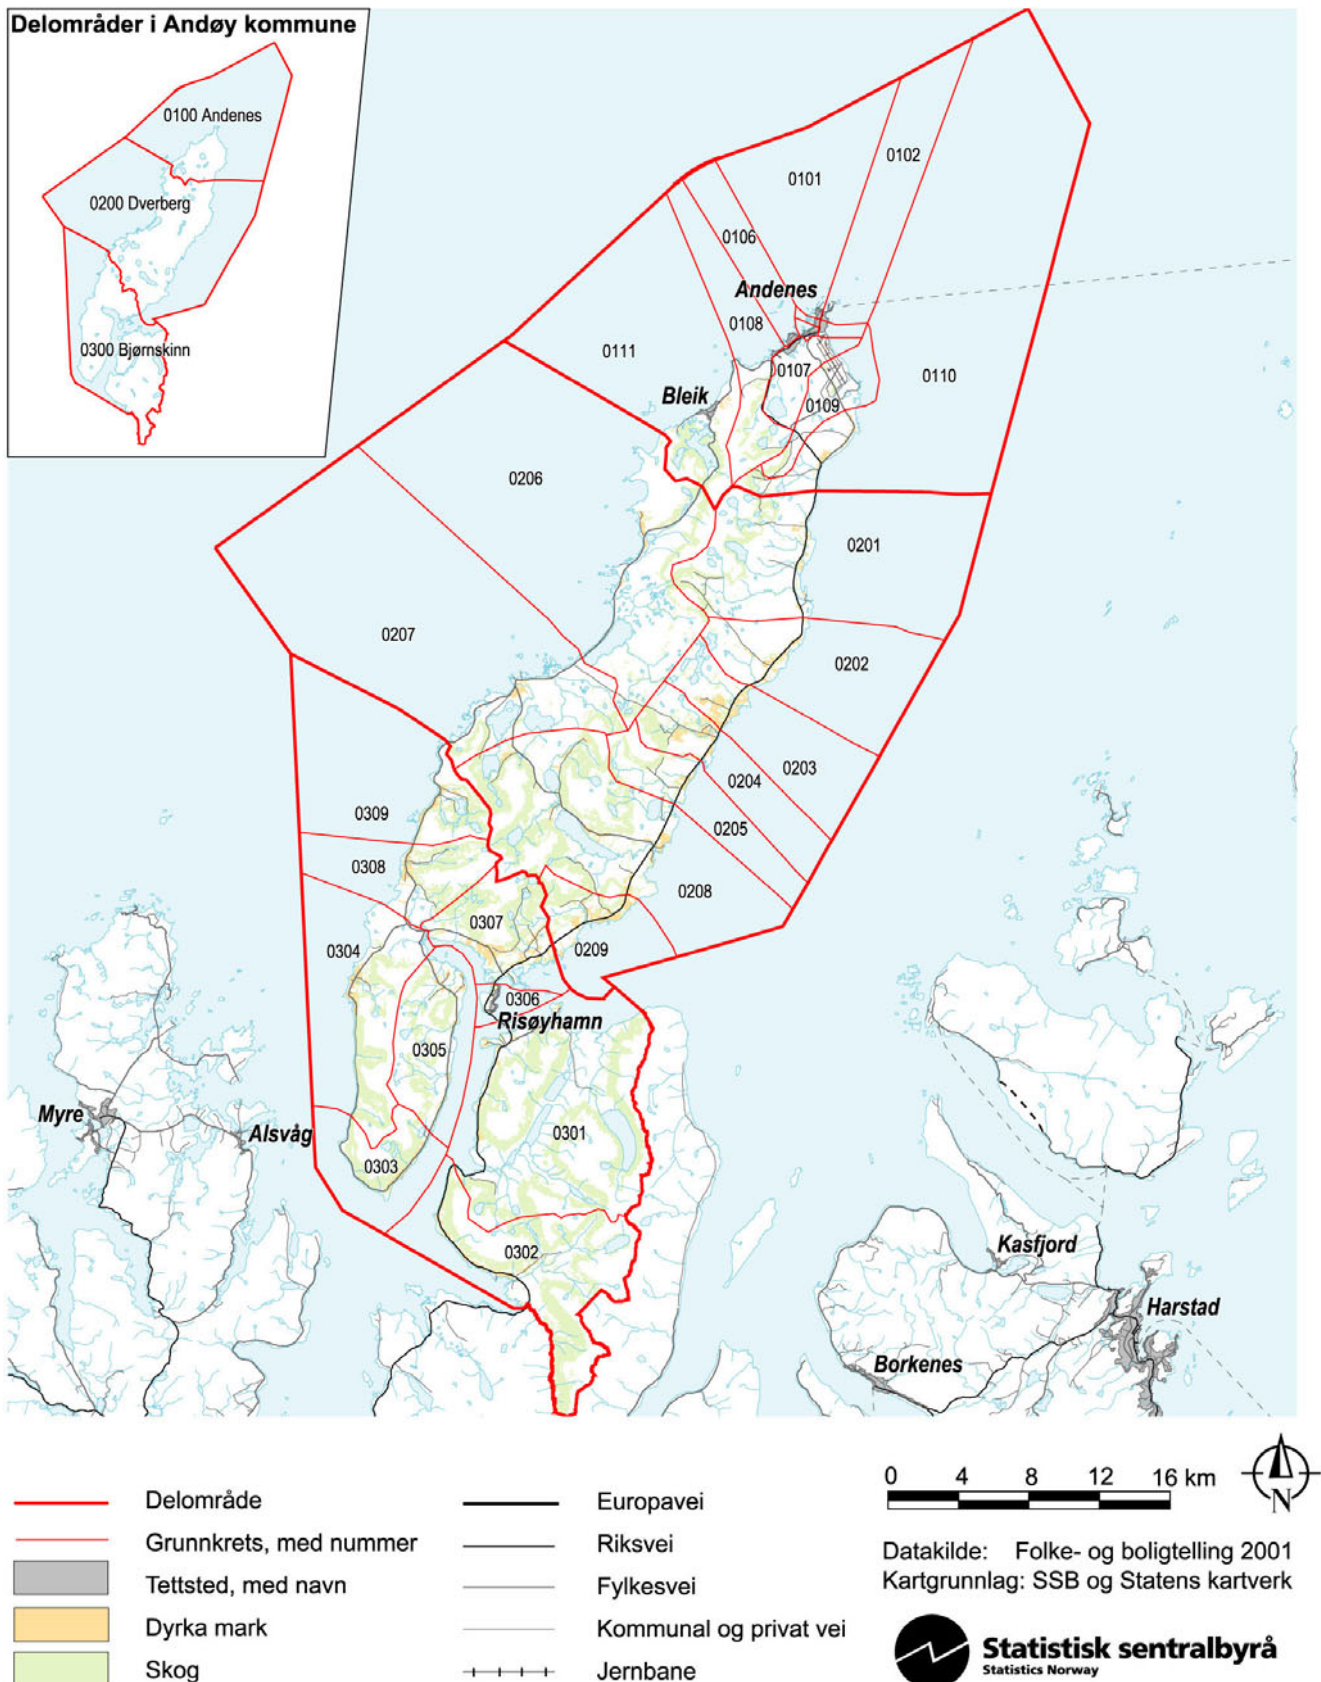 Delområder i Andøy kommune
0100 Andenes
0200 Dverberg
0300 Bjørnskinn
0102
0101
0106
Andenes
0108
0111
0107
0110
Bleik
0109
0206
0201
0207
0202
0203
0204
0309
0205
0308
0208
0307
0304
0209
0306
Risøyhamn
0305
Myre
Alsvåg
0301
0303
0302
Kasfjord
Harstad
Borkenes
Delområde
Grunnkrets, med nummer
Tettsted, med navn
Dyrka mark
Skog
Europavei
Riksvei
Fylkesvei
Kommunal og privat vei
Jernbane
0 4 8 12 16 km
N
Datakilde: Folke- og boligtelling 2001
Kartgrunnlag: SSB og Statens kartverk
Statistisk sentralbyrå
Statistics Norway